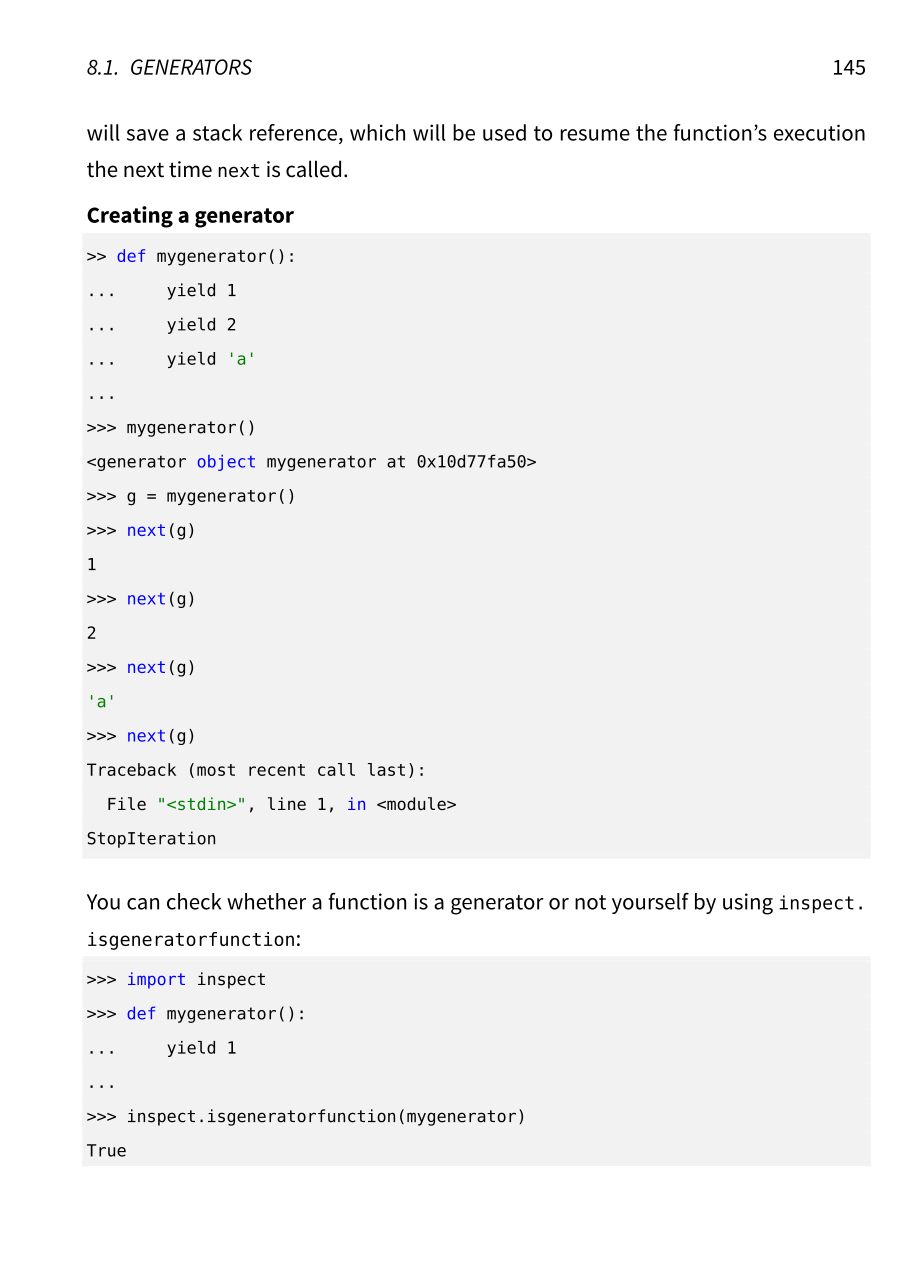 8.1. GENERATORS 145
will save a stack reference, which will be used to resume the function’s execution
the next time next is called.
Creating a generator
>> def mygenerator():
...     yield 1
...     yield 2
...     yield 'a'
...
>>> mygenerator()
<generator object mygenerator at 0x10d77fa50>
>>> g = mygenerator()
>>> next(g)
1
>>> next(g)
2
>>> next(g)
'a'
>>> next(g)
Traceback (most recent call last):
  File "<stdin>", line 1, in <module>
StopIteration
You can check whether a function is a generator or not yourself by using inspect.
isgeneratorfunction:
>>> import inspect
>>> def mygenerator():
...     yield 1
...
>>> inspect.isgeneratorfunction(mygenerator)
True